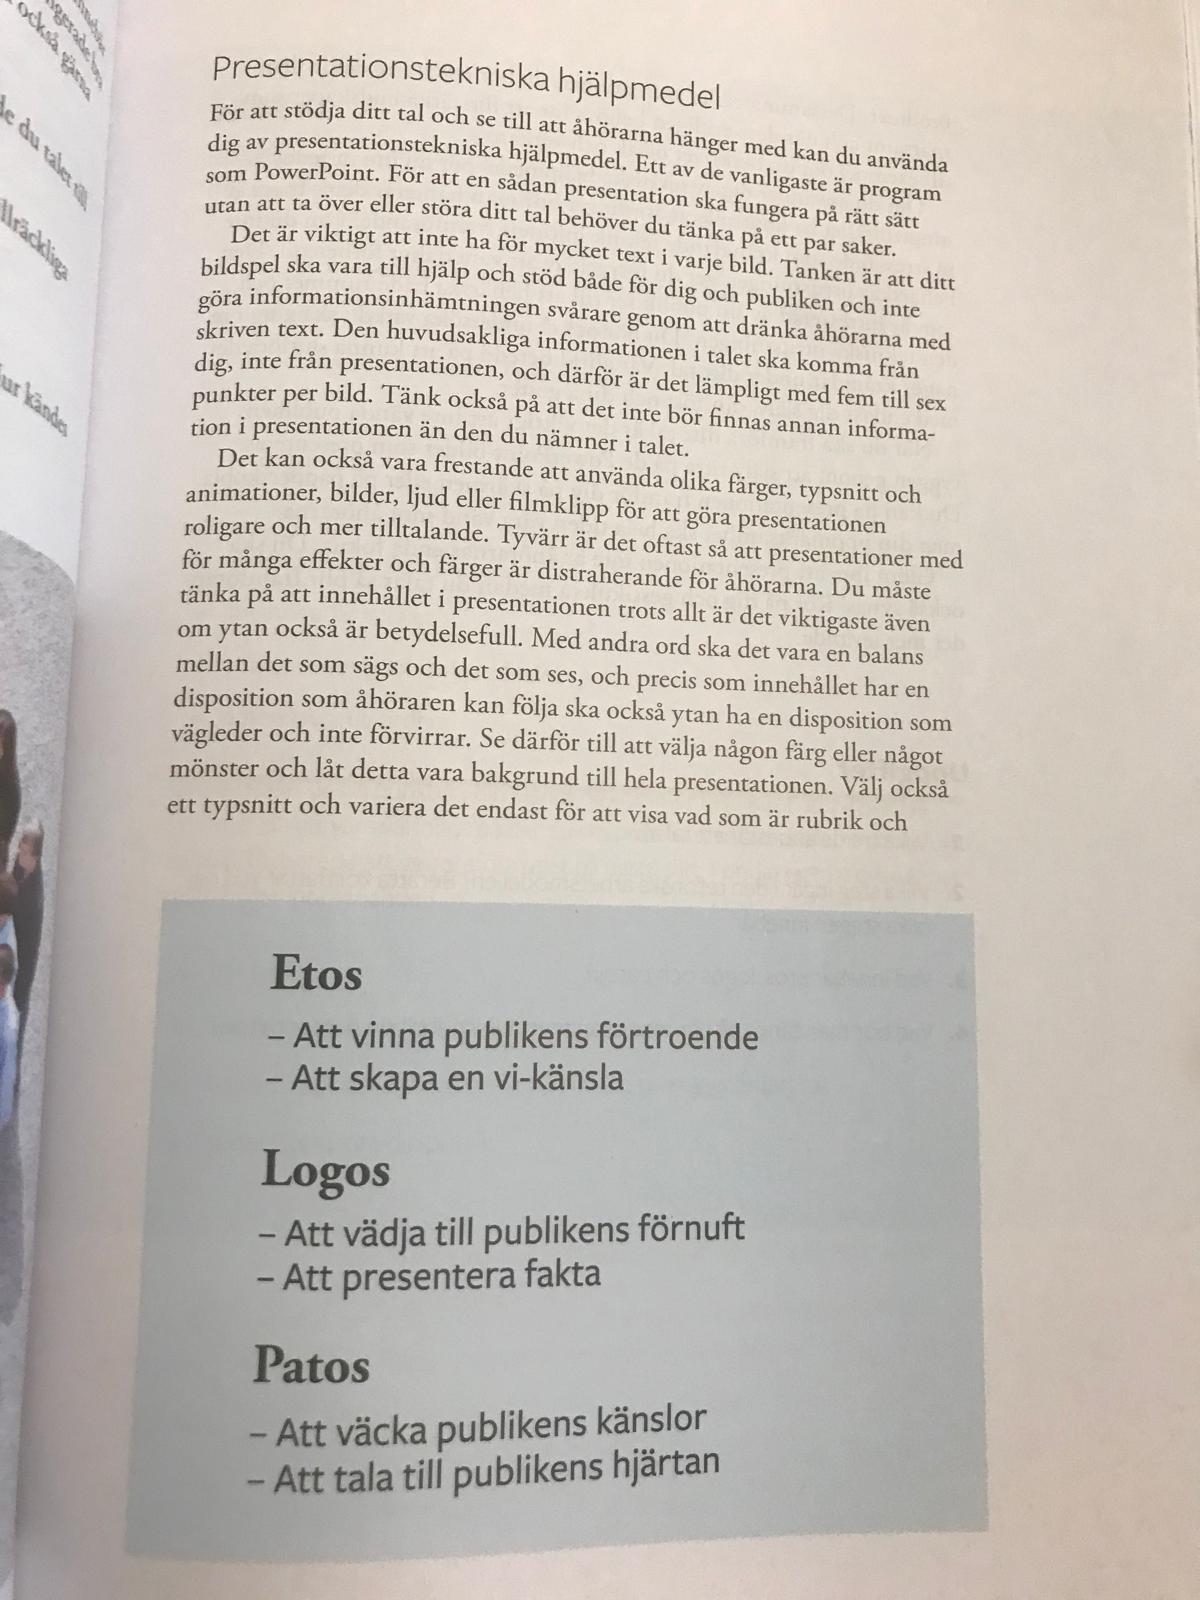 också gärna
de du talet till
illräckliga
ur kändes
Presentationstekniska hjälpmedel
För att stödja ditt tal och se till att åhörarna hänger med kan du använda
dig av presentationstekniska hjälpmedel. Ett av de vanligaste är program
som PowerPoint. För att en sådan presentation ska fungera på rätt sätt
utan att ta över eller störa ditt tal behöver du tänka på ett par saker.
Det är viktigt att inte ha för mycket text i varje bild. Tanken är att ditt
bildspel ska vara till hjälp och stöd både för dig och publiken och inte
göra informationsinhämtningen svårare genom att dränka åhörarna med
skriven text. Den huvudsakliga informationen i talet ska komma från
dig, inte från presentationen, och därför är det lämpligt med fem till sex
punkter per bild. Tänk också på att det inte bör finnas annan informa-
tion i presentationen än den du nämner i talet.
Det kan också vara frestande att använda olika färger, typsnitt och
animationer, bilder, ljud eller filmklipp för att göra presentationen
roligare och mer tilltalande. Tyvärr är det oftast så att presentationer med
för många effekter och färger är distraherande för åhörarna. Du måste
tänka på att innehållet i presentationen trots allt är det viktigaste även
om ytan också är betydelsefull. Med andra ord ska det vara en balans
mellan det som sägs och det som ses, och precis som innehållet har en
disposition som åhöraren kan följa ska också ytan ha en disposition som
vägleder och inte förvirrar. Se därför till att välja någon färg eller något
mönster och låt detta vara bakgrund till hela presentationen. Välj också
ett typsnitt och variera det endast för att visa vad som är rubrik och
Etos
– Att vinna publikens förtroende
– Att skapa en vi-känsla
Logos
– Att vädja till publikens förnuft
– Att presentera fakta
Patos
– Att väcka publikens känslor
– Att tala till publikens hjärtan